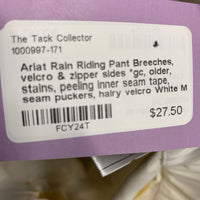 The Tack Collector
1000997-171
Ariat Rain Riding Pant Breeches,
velcro & zipper sides *gc, older,
stains, peeling inner seam tape,
seam puckers, hairy velcro White M
$27.50
FCY24T